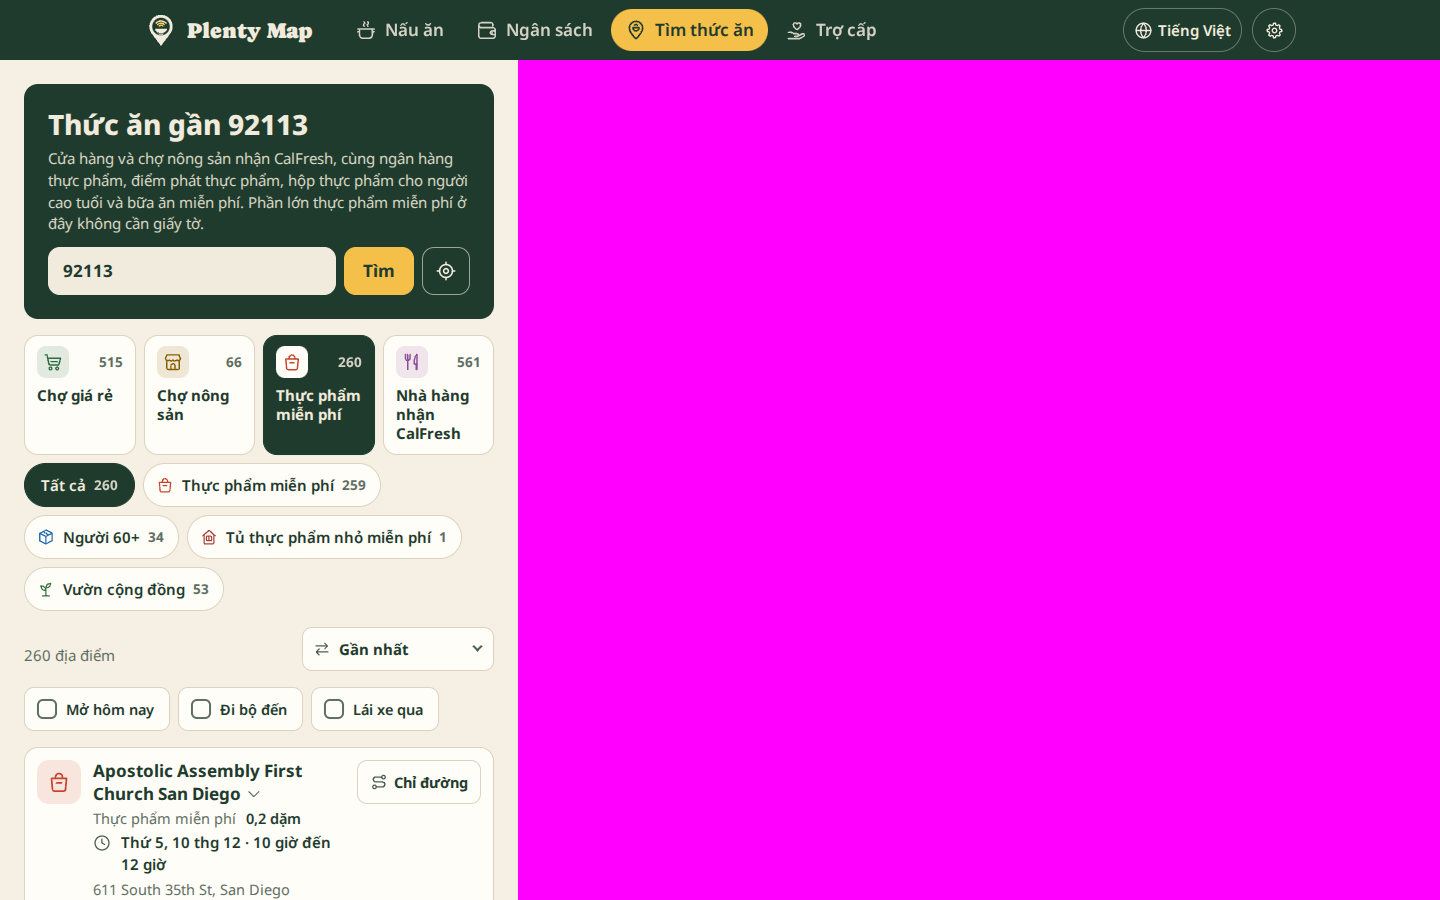 Plenty Map
Nấu ăn
Ngân sách
Tìm thức ăn
Trợ cấp
Tiếng Việt
Thức ăn gần 92113
Cửa hàng và chợ nông sản nhận CalFresh, cùng ngân hàng
thực phẩm, điểm phát thực phẩm, hộp thực phẩm cho người
cao tuổi và bữa ăn miễn phí. Phần lớn thực phẩm miễn phí ở
đây không cần giấy tờ.
92113
Tìm
515
Chợ giá rẻ
66
Chợ nông
sản
260
Thực phẩm
miễn phí
561
Nhà hàng
nhận
CalFresh
Tất cả 260
Thực phẩm miễn phí 259
Người 60+ 34
Tủ thực phẩm nhỏ miễn phí 1
Vườn cộng đồng 53
260 địa điểm
Gần nhất
Mở hôm nay
Đi bộ đến
Lái xe qua
Apostolic Assembly First
Church San Diego
Chỉ đường
Thực phẩm miễn phí 0,2 dặm
Thứ 5, 10 thg 12 · 10 giờ đến
12 giờ
611 South 35th St, San Diego